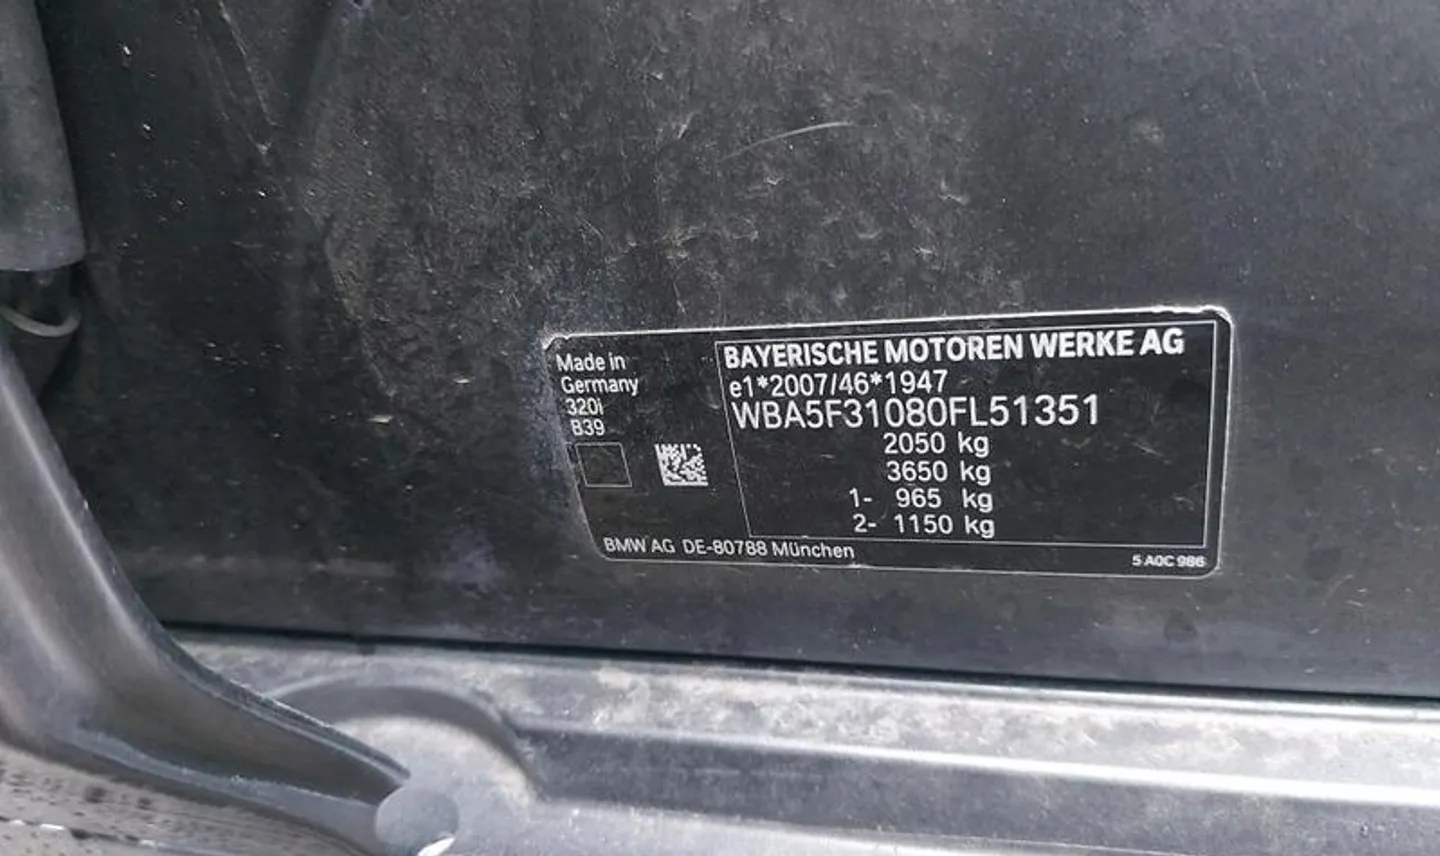 Made in
Germany
320i
B39
BAYERISCHE MOTOREN WERKE AG
e1*2007/46*1947
WBA5F31080FL51351
2050 kg
3650 kg
1- 965 kg
2- 1150 kg
BMW AG DE-80788 München
5 A0C 986